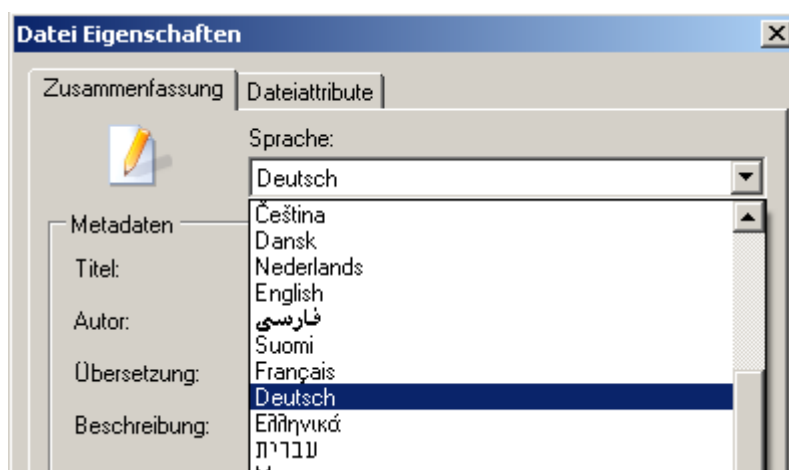 Datei Eigenschaften
Zusammenfassung
Dateiattribute
Sprache:
Deutsch
Metadaten
Titel:
Autor:
Übersetzung:
Beschreibung:
Čeština
Dansk
Nederlands
English
فارسی
Suomi
Français
Deutsch
Ελληνικά
עברית